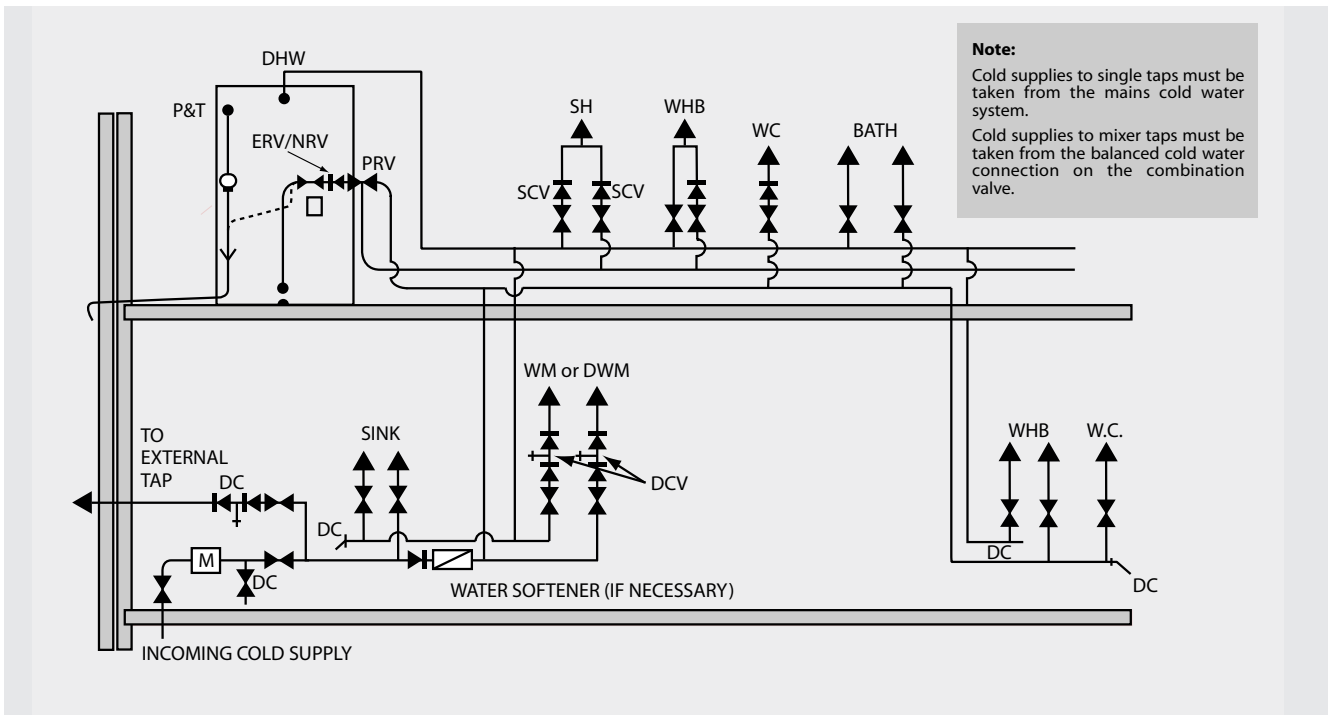 Note:
Cold supplies to single taps must be
taken from the mains cold water
system.
Cold supplies to mixer taps must be
taken from the balanced cold water
connection on the combination
valve.
DHW
P&T
ERV/NRV
PRV
SH
WHB
WC
BATH
SCV
SCV
WM or DWM
SINK
TO
EXTERNAL
TAP
DC
DCV
DC
M
DC
WATER SOFTENER (IF NECESSARY)
WHB
W.C.
DC
DC
INCOMING COLD SUPPLY